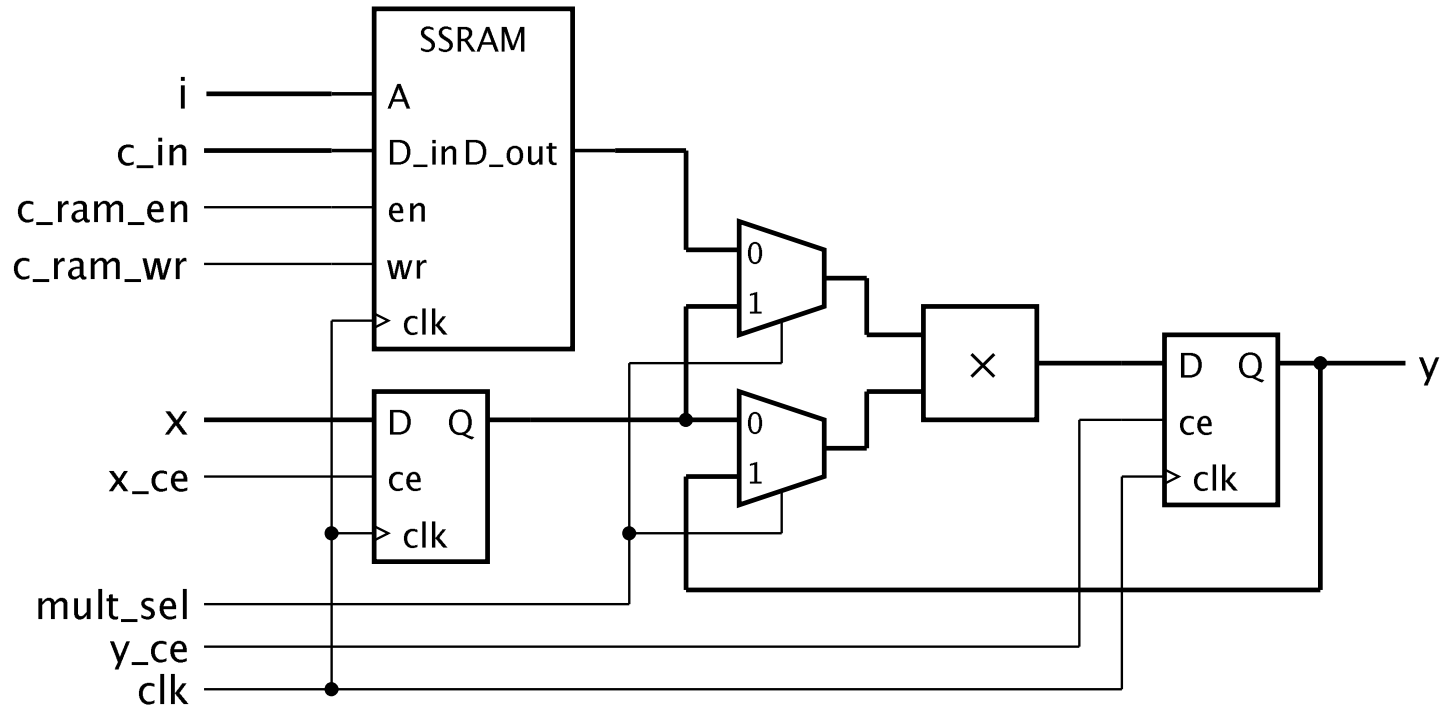 SSRAM
i
A
c_in
D_in D_out
c_ram_en
en
c_ram_wr
wr
0
1
clk
×
D Q
y
x
D Q
0
ce
x_ce
ce
1
clk
clk
mult_sel
y_ce
clk